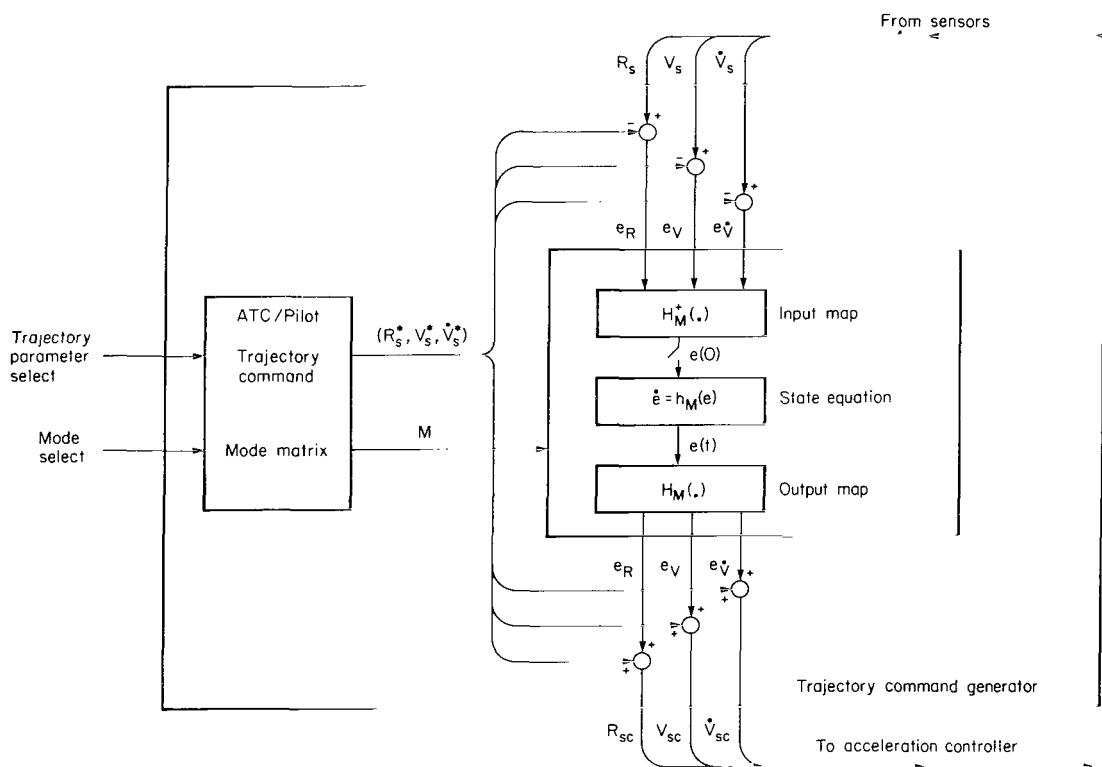 From sensors
R_s V_s V̇_s
- + - + - +
e_R e_V e_V̇
H_M^+(.)
Input map
e(0)
ė = h_M(e)
State equation
e(t)
H_M(.)
Output map
ATC/Pilot
Trajectory
command
Mode matrix
Trajectory
parameter
select
Mode
select
(R_s^*, V_s^*, V̇_s^*)
M
e_R e_V e_V̇
+ + + + + +
Trajectory command generator
R_sc V_sc V̇_sc
To acceleration controller